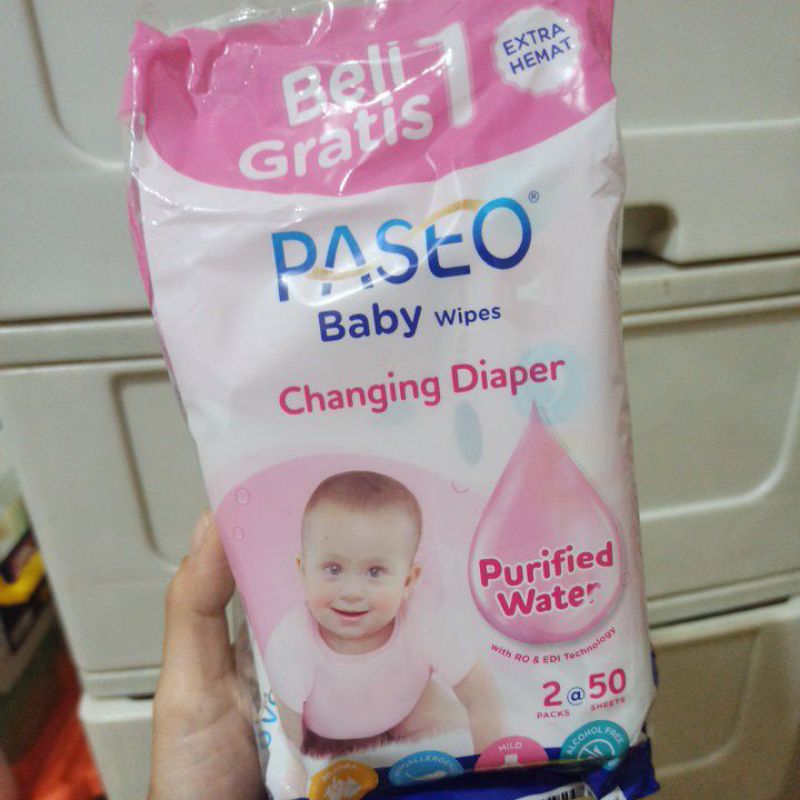 Beli 1
Gratis
EXTRA
HEMAT
PASEO®
Baby Wipes
Changing Diaper
Purified
Water
with RO & EDI Technology
2 @ 50
PACKS SHEETS
MILD
ALCOHOL FREE